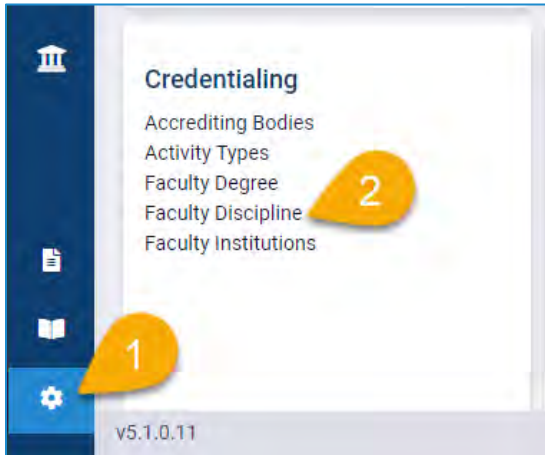 Credentialing
Accrediting Bodies
Activity Types
Faculty Degree
Faculty Discipline
2
Faculty Institutions
1
v5.1.0.11